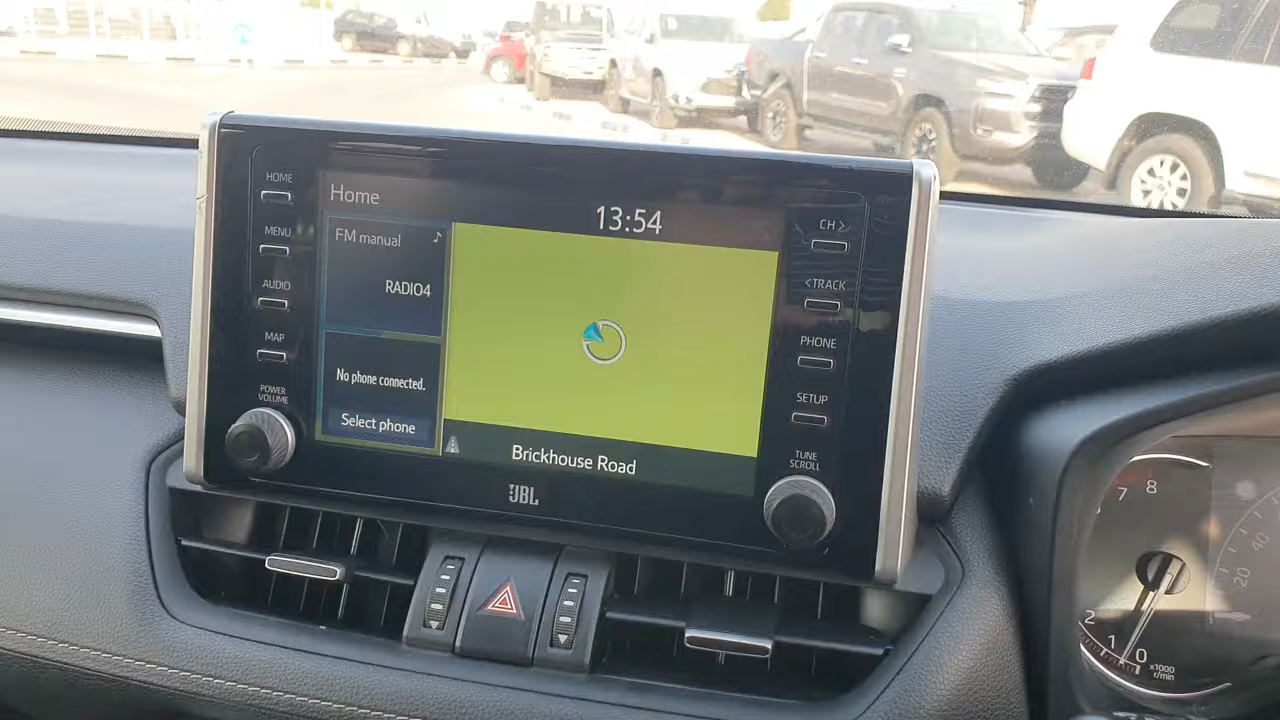 HOME
MENU
AUDIO
MAP
POWER
VOLUME
Home
13:54
FM manual
RADIO4
No phone connected.
Select phone
Brickhouse Road
JBL
CH >
<TRACK
PHONE
SETUP
TUNE
SCROLL
8
7
2
1
0
x1000
r/min
40
20